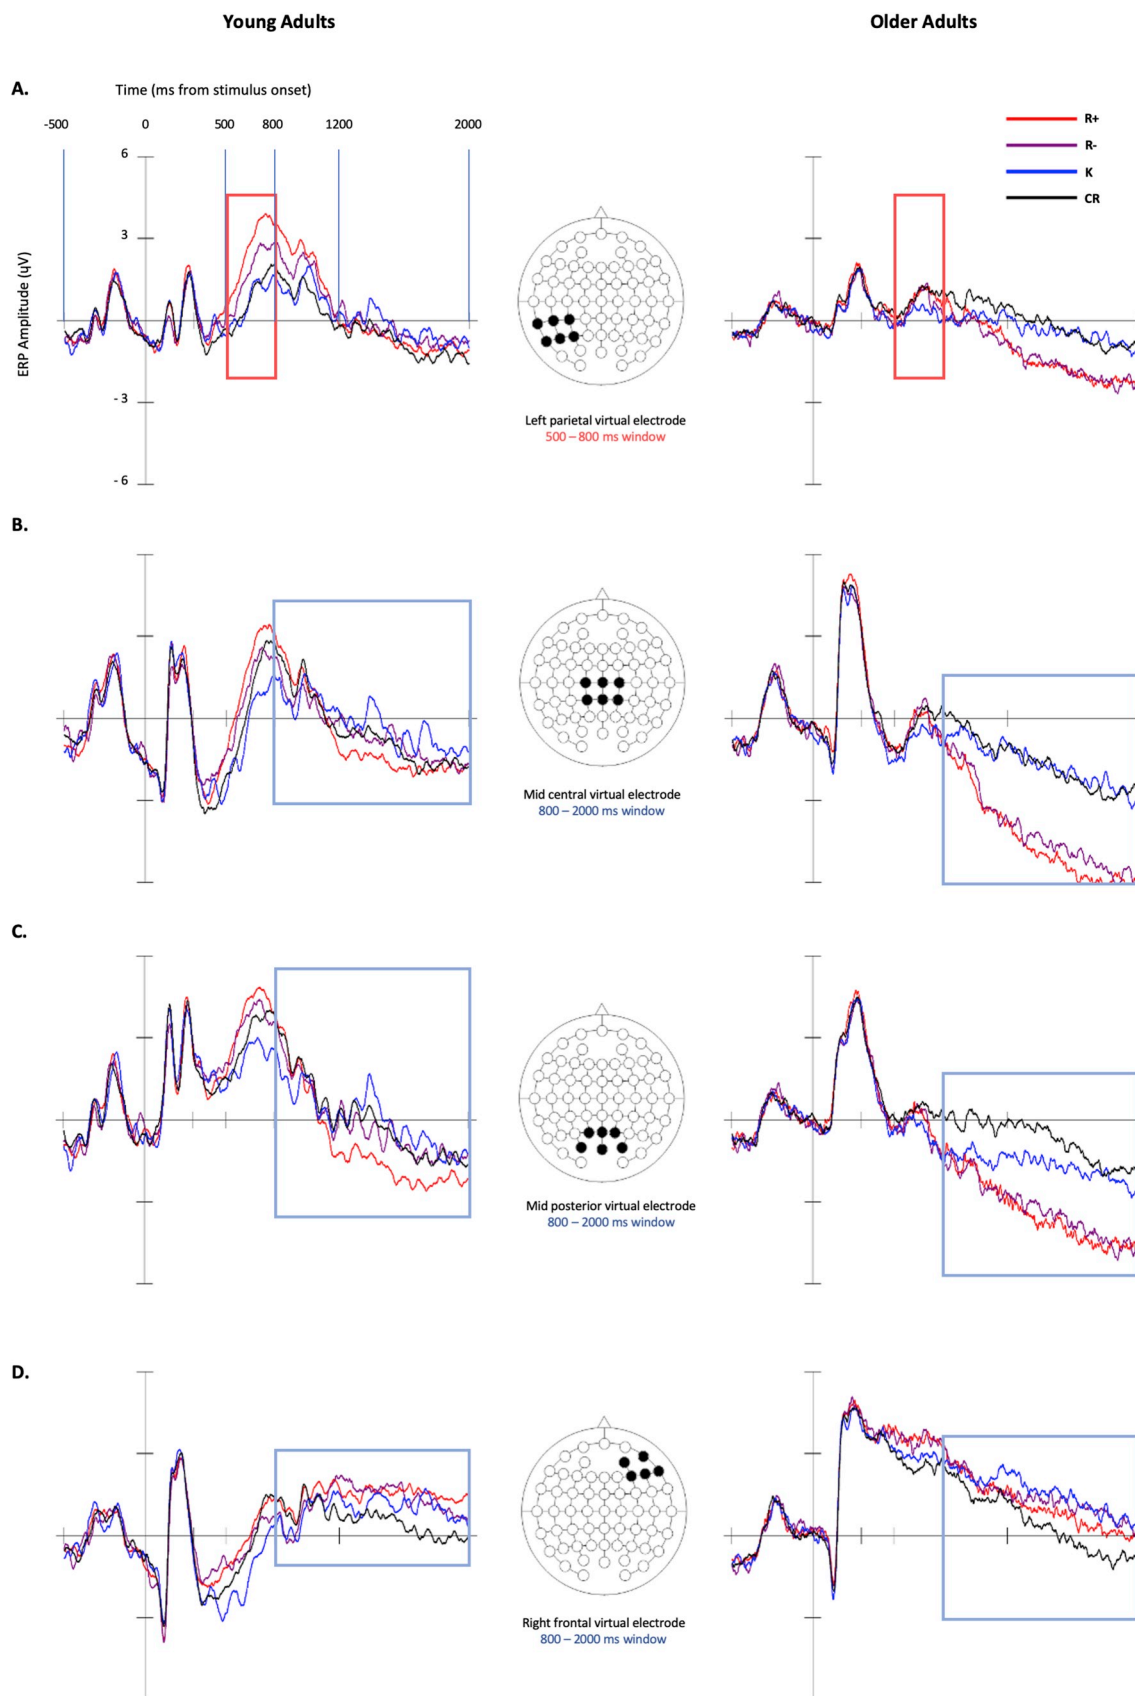 Young Adults
Older Adults
A.
Time (ms from stimulus onset)
-500
0
500
800
1200
2000
6
3
- 3
- 6
ERP Amplitude (uV)
R+
R-
K
CR
Left parietal virtual electrode
500 – 800 ms window
B.
Mid central virtual electrode
800 – 2000 ms window
C.
Mid posterior virtual electrode
800 – 2000 ms window
D.
Right frontal virtual electrode
800 – 2000 ms window